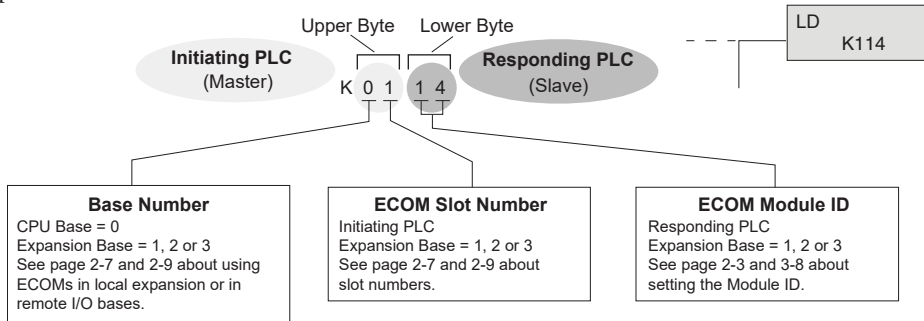 Upper Byte
Lower Byte
LD
K114
Initiating PLC
(Master)
K 0 1 1 4
Responding PLC
(Slave)
Base Number
CPU Base = 0
Expansion Base = 1, 2 or 3
See page 2-7 and 2-9 about using
ECOMs in local expansion or in
remote I/O bases.
ECOM Slot Number
Initiating PLC
Expansion Base = 1, 2 or 3
See page 2-7 and 2-9 about
slot numbers.
ECOM Module ID
Responding PLC
Expansion Base = 1, 2 or 3
See page 2-3 and 3-8 about
setting the Module ID.